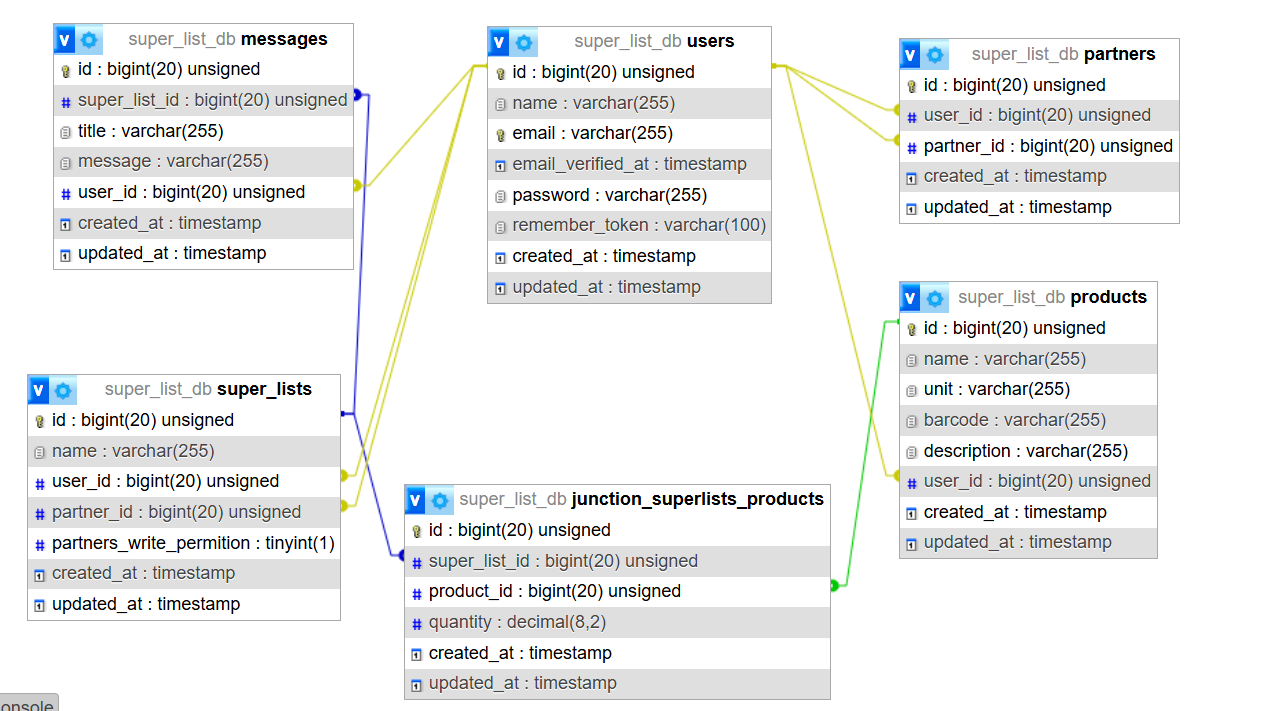 super_list_db messages
id : bigint(20) unsigned
super_list_id : bigint(20) unsigned
title : varchar(255)
message : varchar(255)
user_id : bigint(20) unsigned
created_at : timestamp
updated_at : timestamp
super_list_db users
id : bigint(20) unsigned
name : varchar(255)
email : varchar(255)
email_verified_at : timestamp
password : varchar(255)
remember_token : varchar(100)
created_at : timestamp
updated_at : timestamp
super_list_db partners
id : bigint(20) unsigned
user_id : bigint(20) unsigned
partner_id : bigint(20) unsigned
created_at : timestamp
updated_at : timestamp
super_list_db products
id : bigint(20) unsigned
name : varchar(255)
unit : varchar(255)
barcode : varchar(255)
description : varchar(255)
user_id : bigint(20) unsigned
created_at : timestamp
updated_at : timestamp
super_list_db super_lists
id : bigint(20) unsigned
name : varchar(255)
user_id : bigint(20) unsigned
partner_id : bigint(20) unsigned
partners_write_permition : tinyint(1)
created_at : timestamp
updated_at : timestamp
super_list_db junction_superlists_products
id : bigint(20) unsigned
super_list_id : bigint(20) unsigned
product_id : bigint(20) unsigned
quantity : decimal(8,2)
created_at : timestamp
updated_at : timestamp
onsole